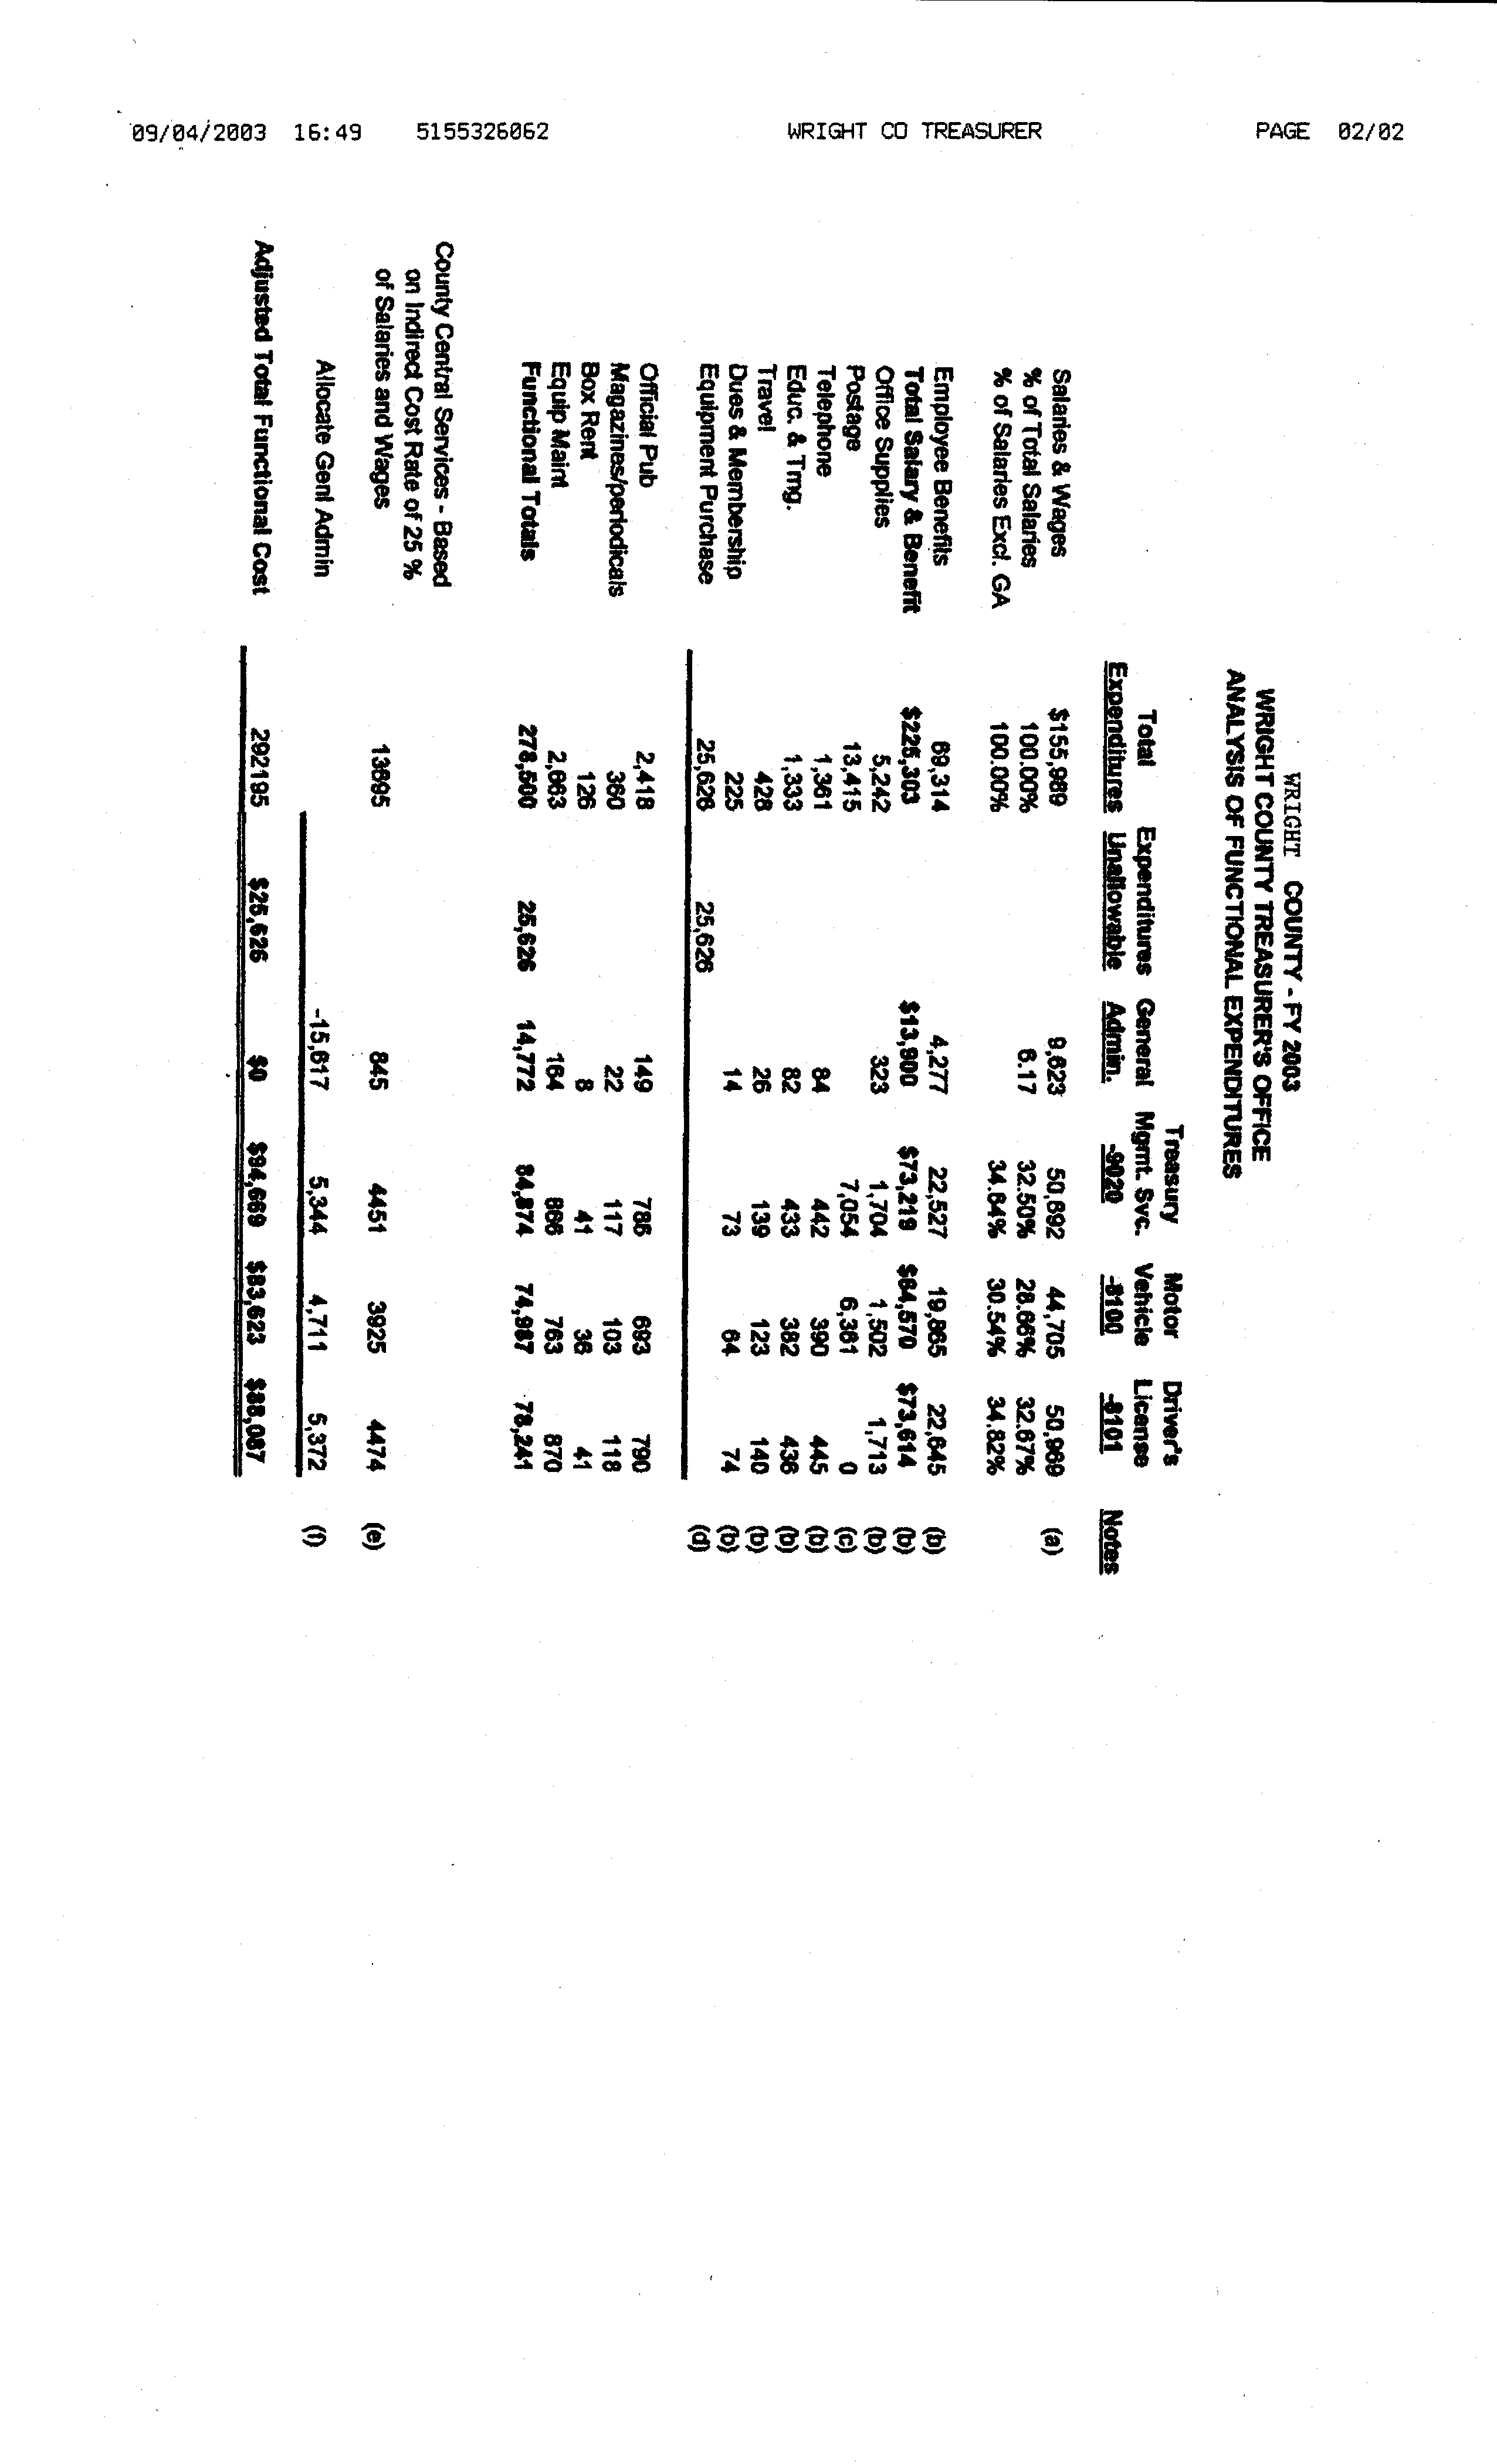 09/04/2003 16:49 5155326062 WRIGHT CO TREASURER PAGE 02/02
WRIGHT COUNTY - FY 2003
WRIGHT COUNTY TREASURER'S OFFICE
ANALYSIS OF FUNCTIONAL EXPENDITURES
Treasury Motor Driver's
Total Expenditures General Mgmt. Svc. Vehicle License
Expenditures Unallowable Admin. -9020 -8100 -8101 Notes
Salaries & Wages $155,989 9,623 50,692 44,705 50,969 (a)
% of Total Salaries 100.00% 6.17 32.50% 28.66% 32.67%
% of Salaries Excl. GA 100.00% 34.64% 30.54% 34.82%
Employee Benefits 69,314 4,277 22,527 19,865 22,645 (b)
Total Salary & Benefit $225,303 $13,900 $73,219 $64,570 $73,614 (b)
Office Supplies 5,242 323 1,704 1,502 1,713 (b)
Postage 13,415 7,054 6,361 0 (c)
Telephone 1,361 84 442 390 445 (b)
Educ. & Trng. 1,333 82 433 382 436 (b)
Travel 428 26 139 123 140 (b)
Dues & Membership 225 14 73 64 74 (b)
Equipment Purchase 25,626 25,626 (d)
Official Pub 2,418 149 786 693 790
Magazines/periodicals 360 22 117 103 118
Box Rent 126 8 41 36 41
Equip Maint 2,663 164 866 763 870
Functional Totals 278,500 25,626 14,772 84,874 74,987 78,241
County Central Services - Based
on Indirect Cost Rate of 25 %
of Salaries and Wages 13695 845 4451 3925 4474 (e)
Allocate Genl Admin -15,617 5,344 4,711 5,372 (f)
Adjusted Total Functional Cost 292195 $25,626 $0 $94,669 $83,623 $88,087